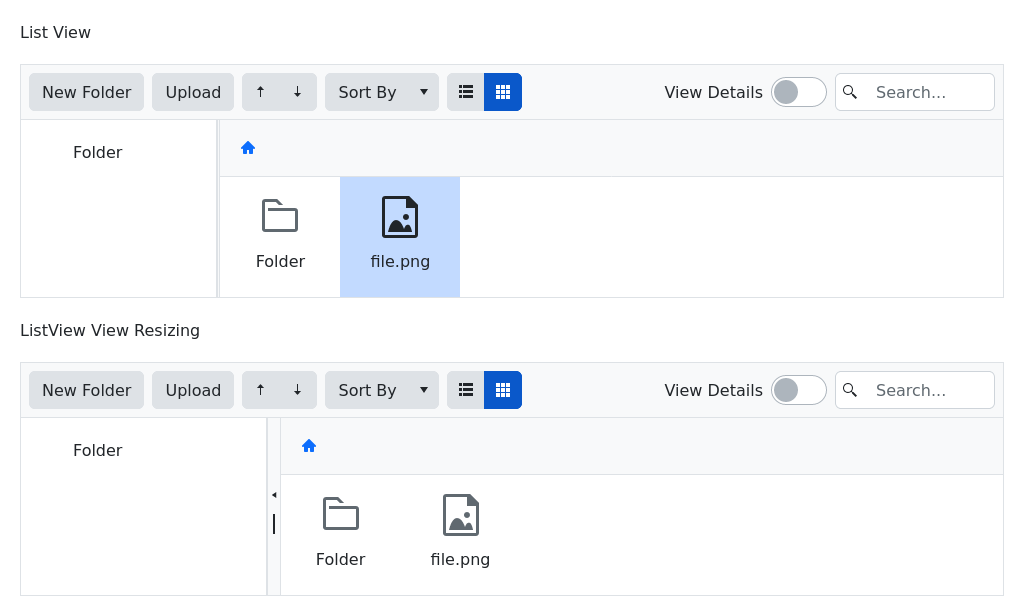 List View
New Folder Upload Sort By View Details Search...
Folder
Folder file.png
ListView View Resizing
New Folder Upload Sort By View Details Search...
Folder
Folder file.png